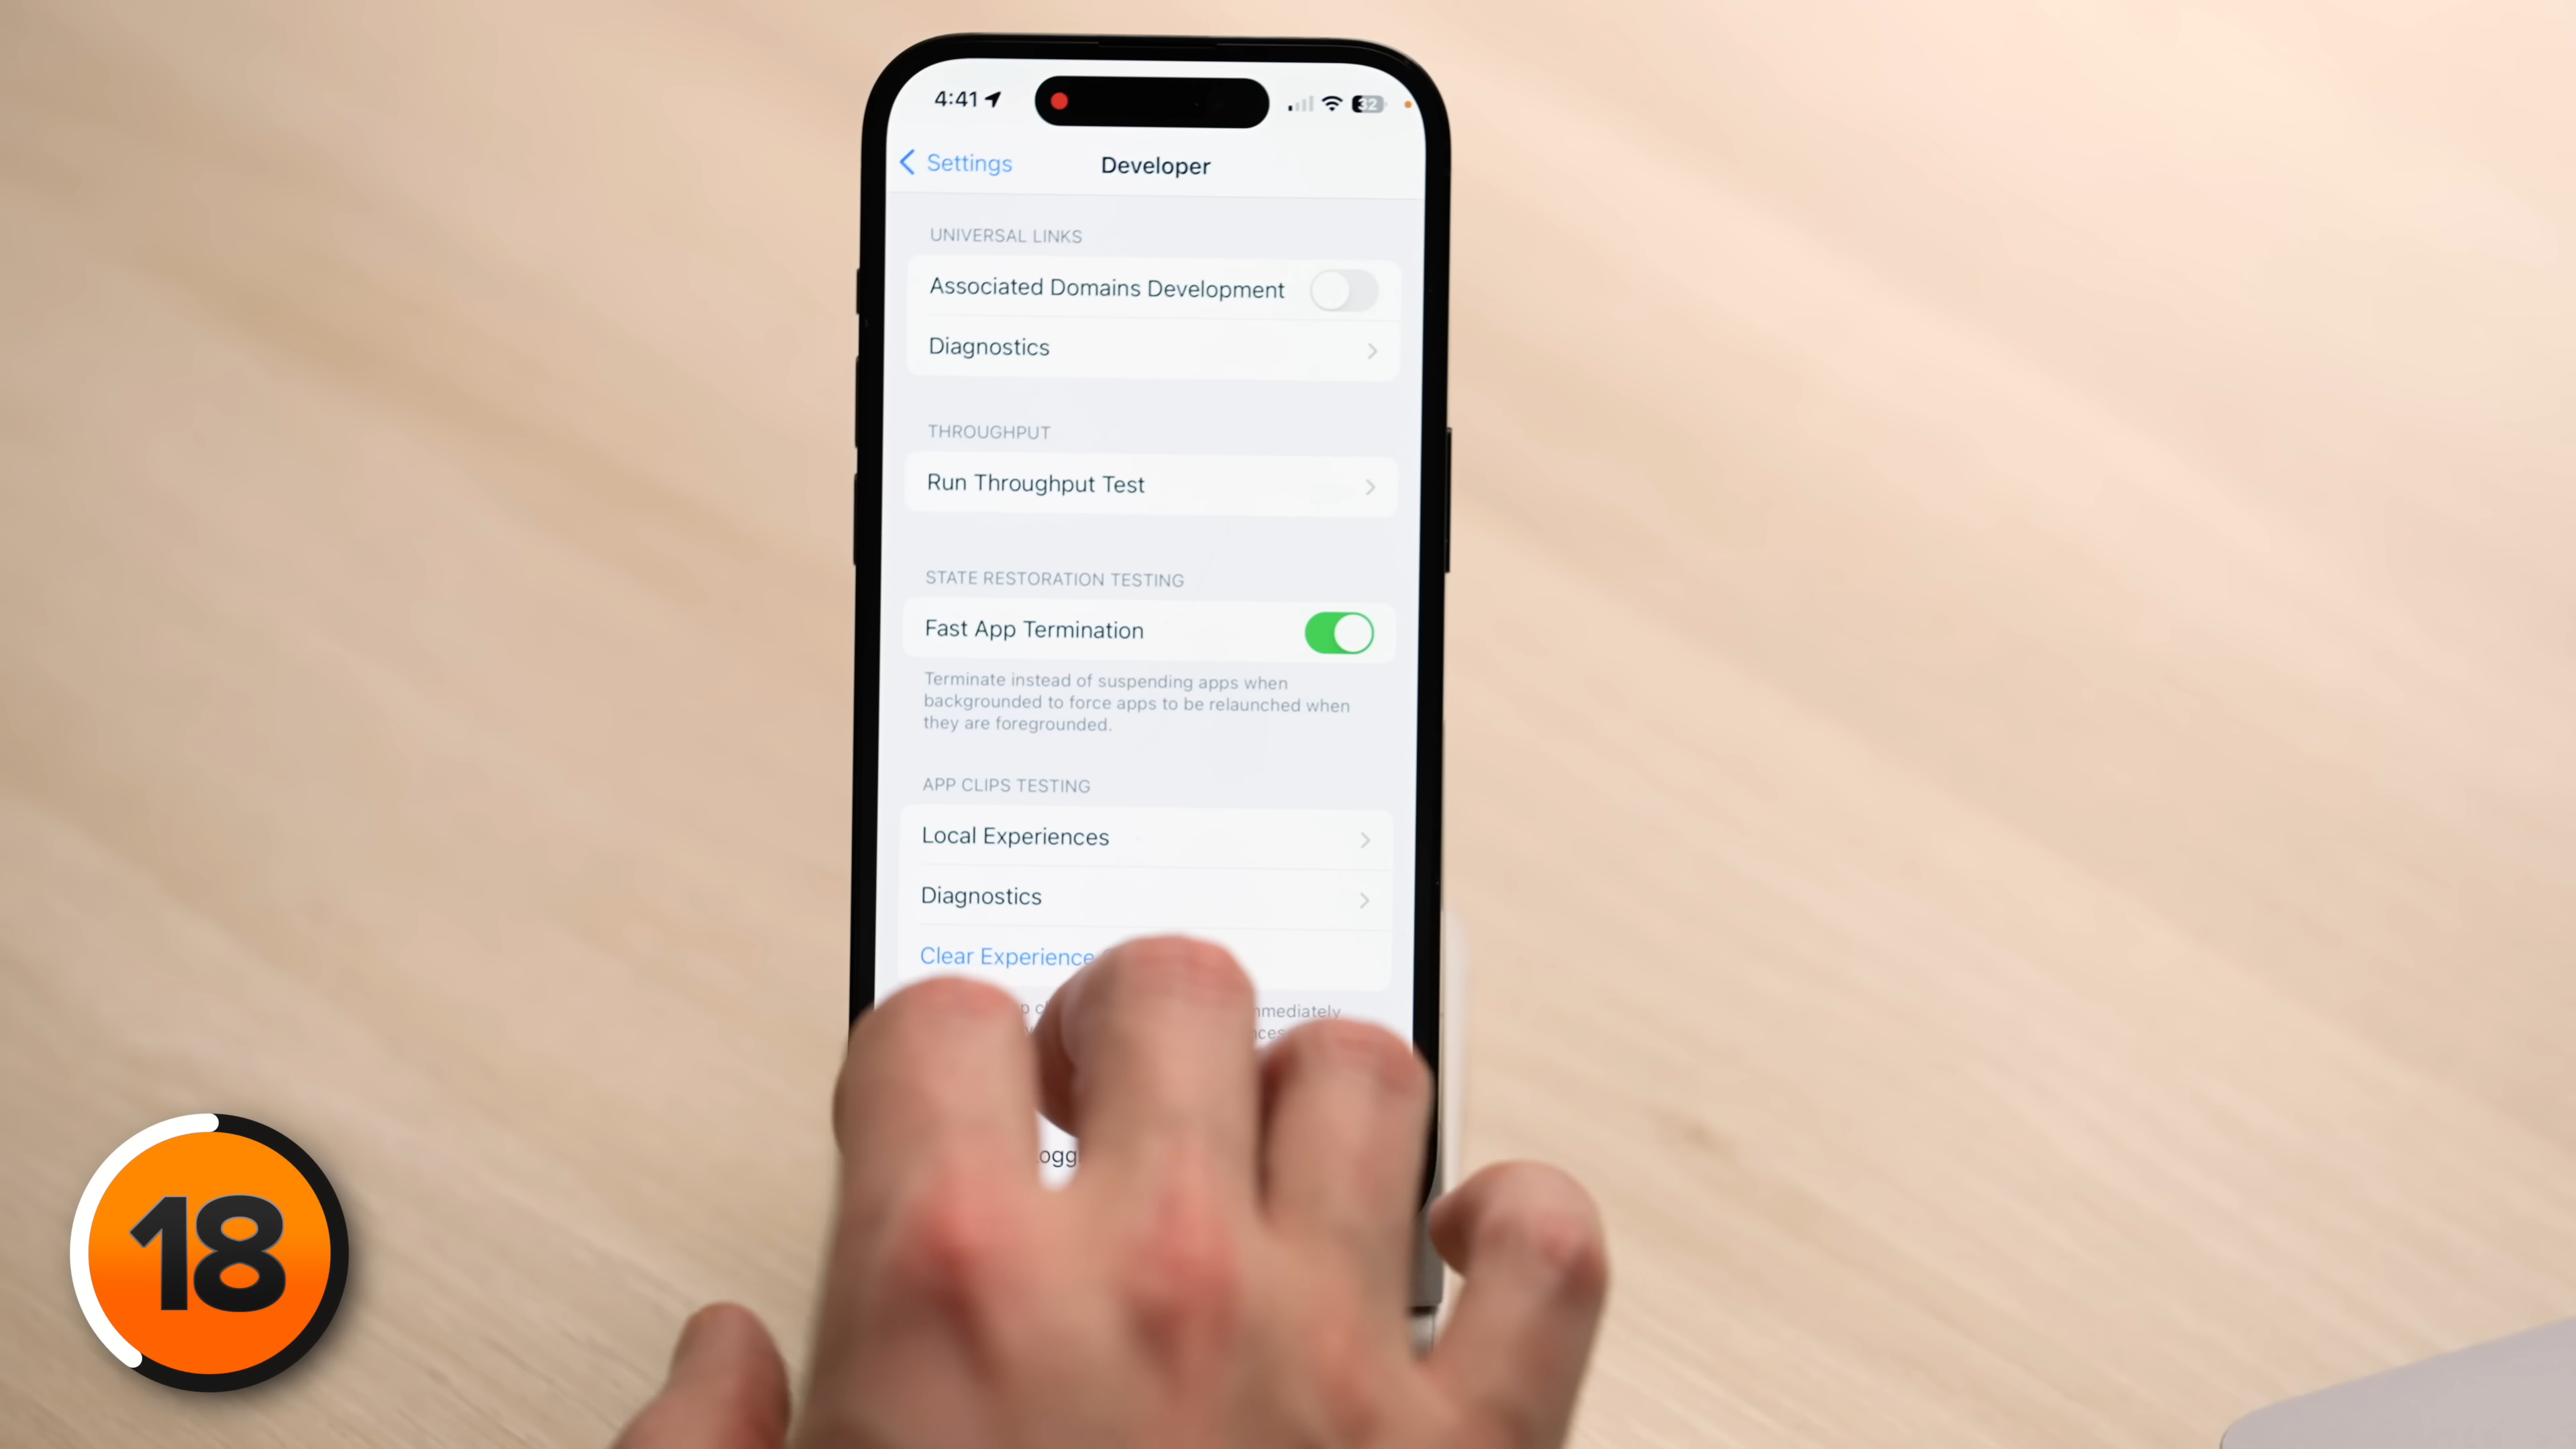 4:41
32
Settings
Developer
UNIVERSAL LINKS
Associated Domains Development
Diagnostics
THROUGHPUT
Run Throughput Test
STATE RESTORATION TESTING
Fast App Termination
Terminate instead of suspending apps when
backgrounded to force apps to be relaunched when
they are foregrounded.
APP CLIPS TESTING
Local Experiences
Diagnostics
Clear Experience
18